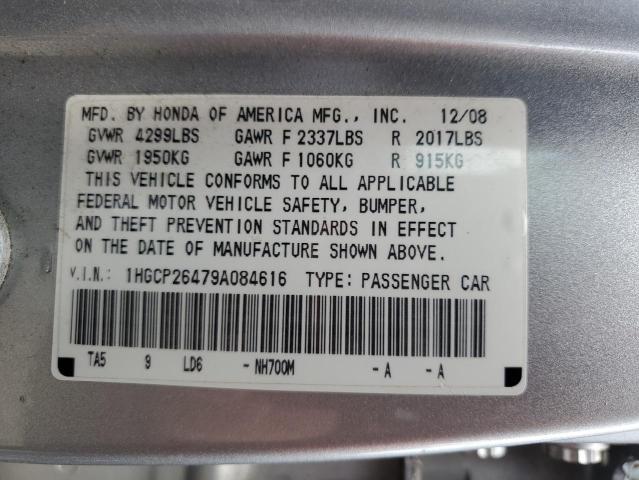 MFD. BY HONDA OF AMERICA MFG., INC. 12/08
GVWR 4299LBS GAWR F 2337LBS R 2017LBS
GVWR 1950KG GAWR F 1060KG R 915KG
THIS VEHICLE CONFORMS TO ALL APPLICABLE
FEDERAL MOTOR VEHICLE SAFETY, BUMPER,
AND THEFT PREVENTION STANDARDS IN EFFECT
ON THE DATE OF MANUFACTURE SHOWN ABOVE.
V.I.N.: 1HGCP26479A084616 TYPE: PASSENGER CAR
TA5 9 LD6 - NH700M - A - A